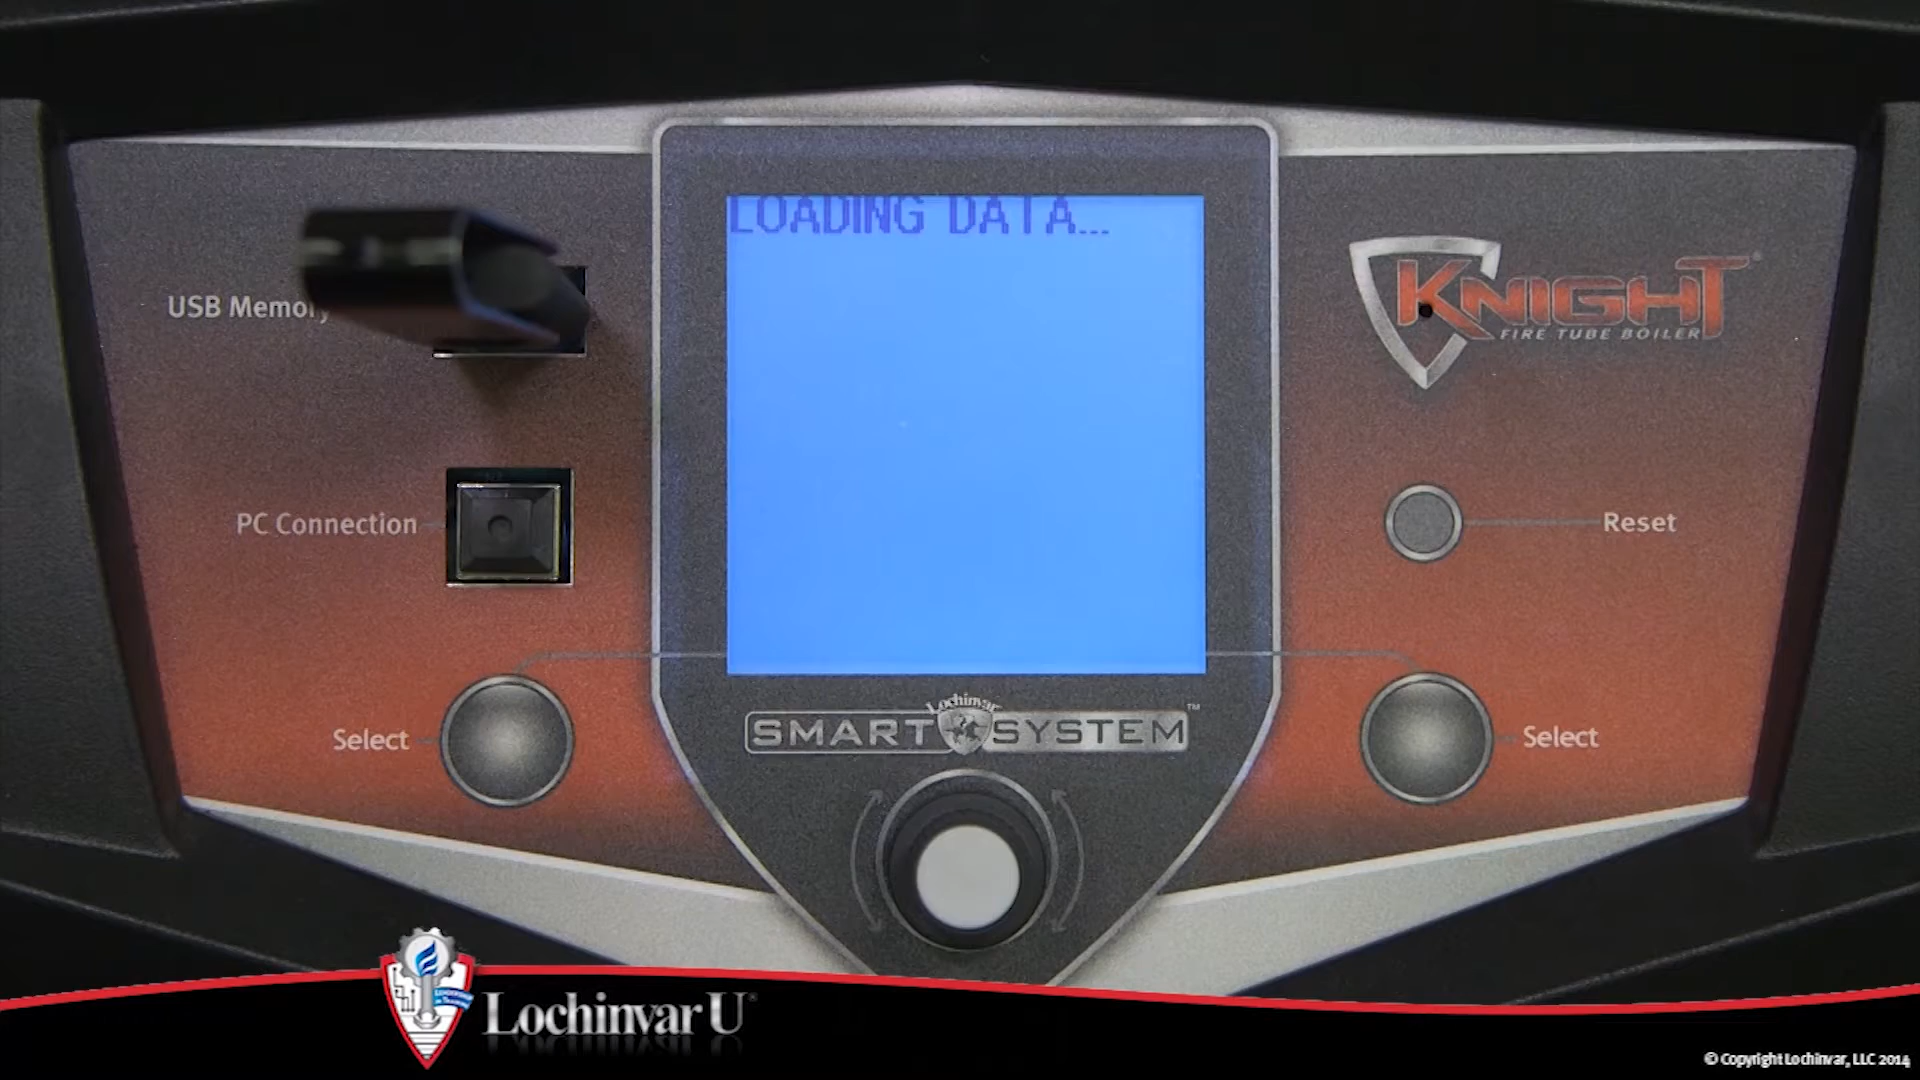 LOADING DATA...
USB Memory
KNIGHT®
FIRE TUBE BOILER
PC Connection
Reset
Select
Select
Lochinvar
SMART SYSTEM™
Lochinvar U®
© Copyright Lochinvar, LLC 2014